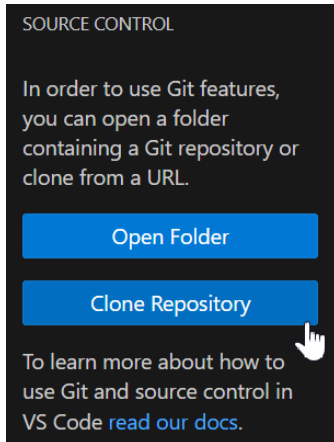 SOURCE CONTROL
In order to use Git features,
you can open a folder
containing a Git repository or
clone from a URL.
Open Folder
Clone Repository
To learn more about how to
use Git and source control in
VS Code read our docs.